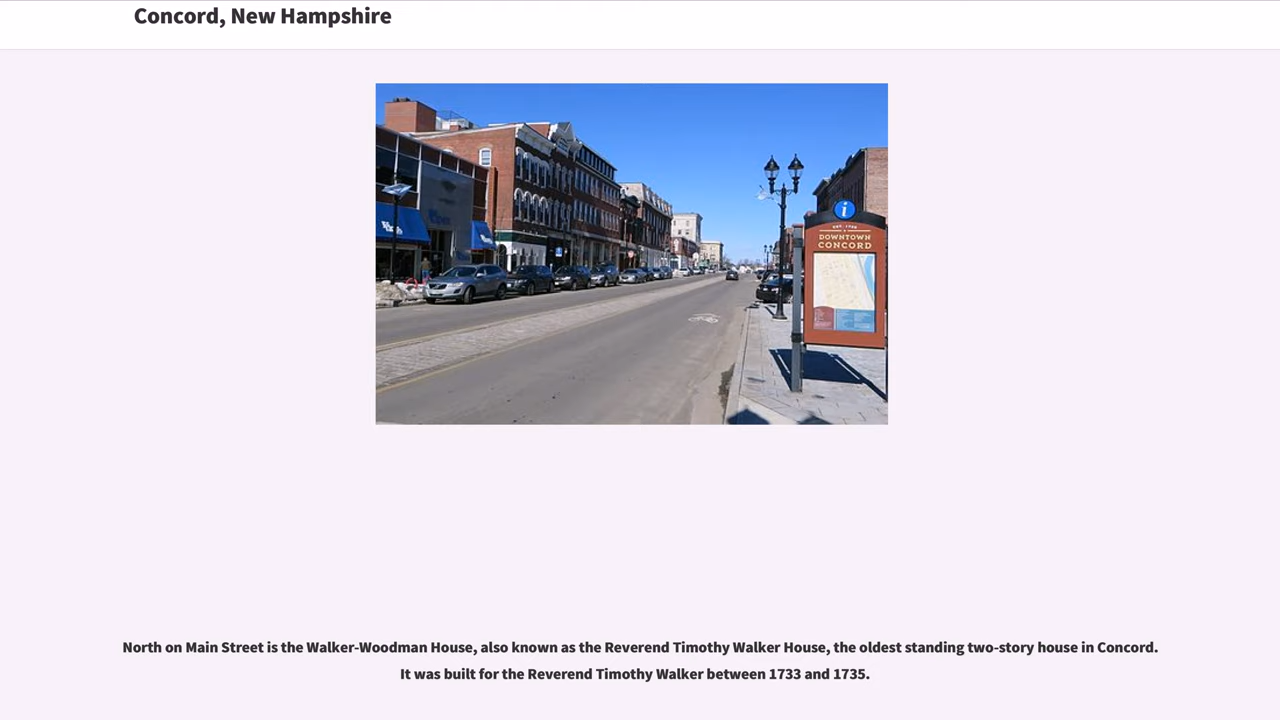 Concord, New Hampshire
i
DOWNTOWN
CONCORD
North on Main Street is the Walker-Woodman House, also known as the Reverend Timothy Walker House, the oldest standing two-story house in Concord.
It was built for the Reverend Timothy Walker between 1733 and 1735.